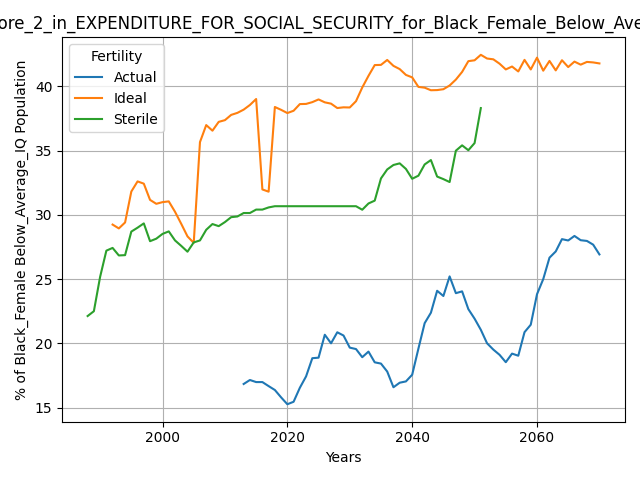 ore_2_in_EXPENDITURE_FOR_SOCIAL_SECURITY_for_Black_Female_Below_Ave
Fertility
Actual
Ideal
Sterile
% of Black_Female Below_Average_IQ Population
40
35
30
25
20
15
2000
2020
2040
2060
Years